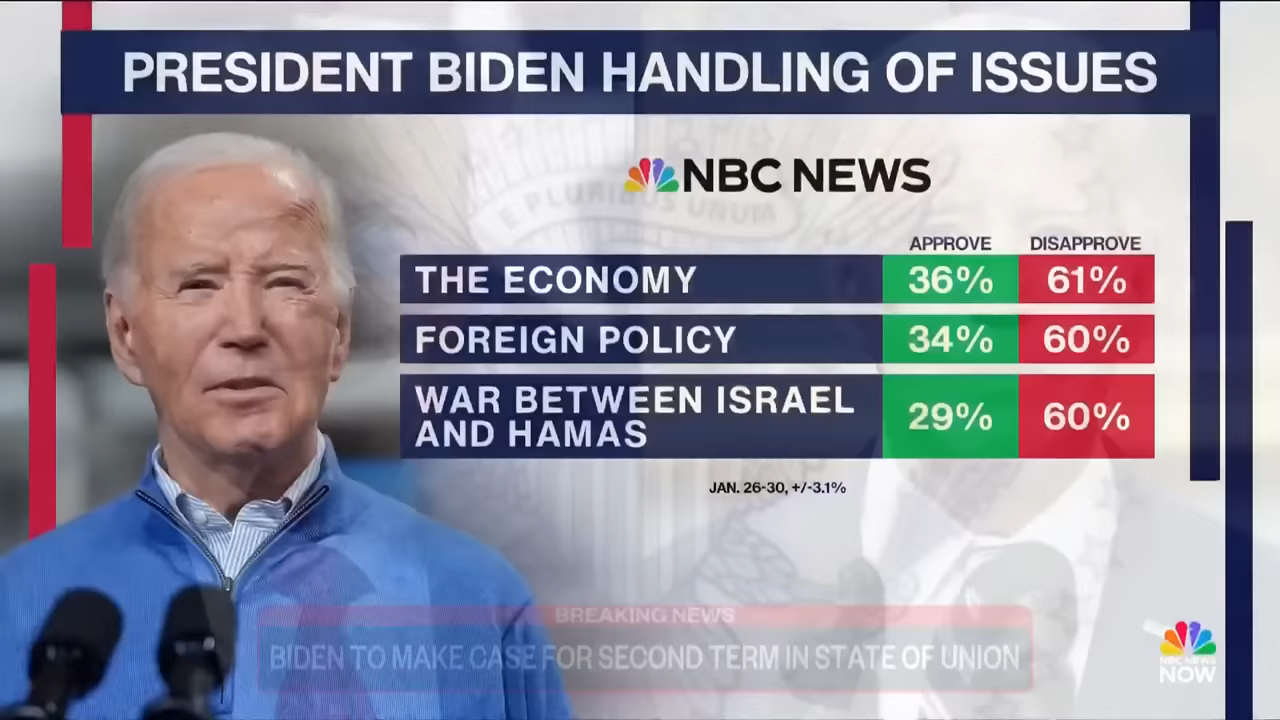 PRESIDENT BIDEN HANDLING OF ISSUES
NBC NEWS
E PLURIBUS UNUM
APPROVE DISAPPROVE
THE ECONOMY 36% 61%
FOREIGN POLICY 34% 60%
WAR BETWEEN ISRAEL
AND HAMAS 29% 60%
JAN. 26-30, +/-3.1%
BREAKING NEWS
BIDEN TO MAKE CASE FOR SECOND TERM IN STATE OF UNION
NBC NEWS
NOW